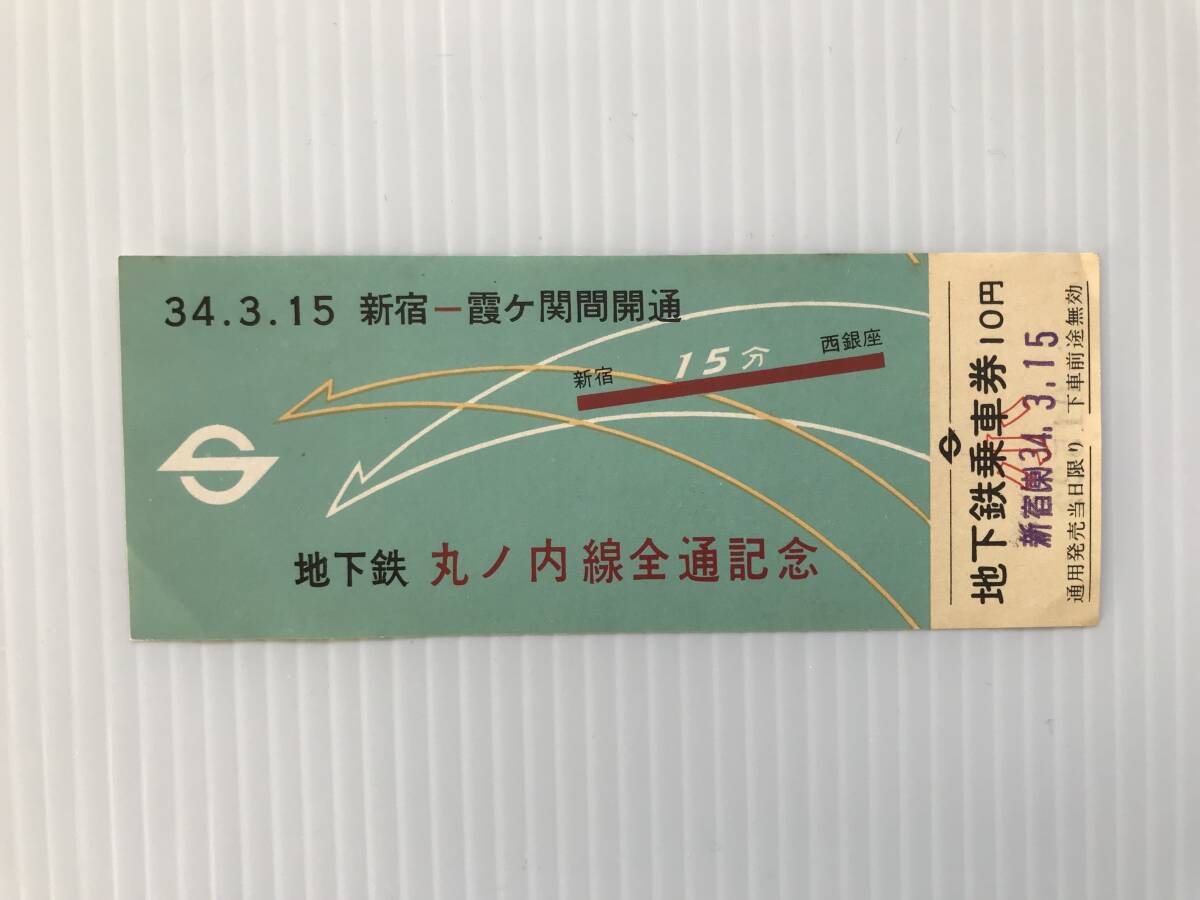 34.3.15 新宿ー霞ケ関間開通
新宿 15分 西銀座
地下鉄 丸ノ内線全通記念
地下鉄乗車券10円
小
新宿(東)34.3.15
通用発売当日限り 下車前途無効